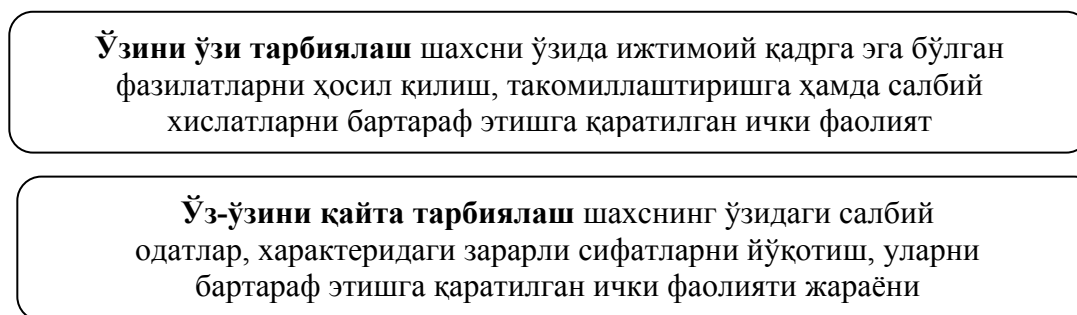 Ўзини ўзи тарбиялаш шахсни ўзида ижтимоий қадрга эга бўлган
фазилатларни ҳосил қилиш, такомиллаштиришга ҳамда салбий
хислатларни бартараф этишга қаратилган ички фаолият
Ўз-ўзини қайта тарбиялаш шахснинг ўзидаги салбий
одатлар, характеридаги зарарли сифатларни йўқотиш, уларни
бартараф этишга қаратилган ички фаолияти жараёни